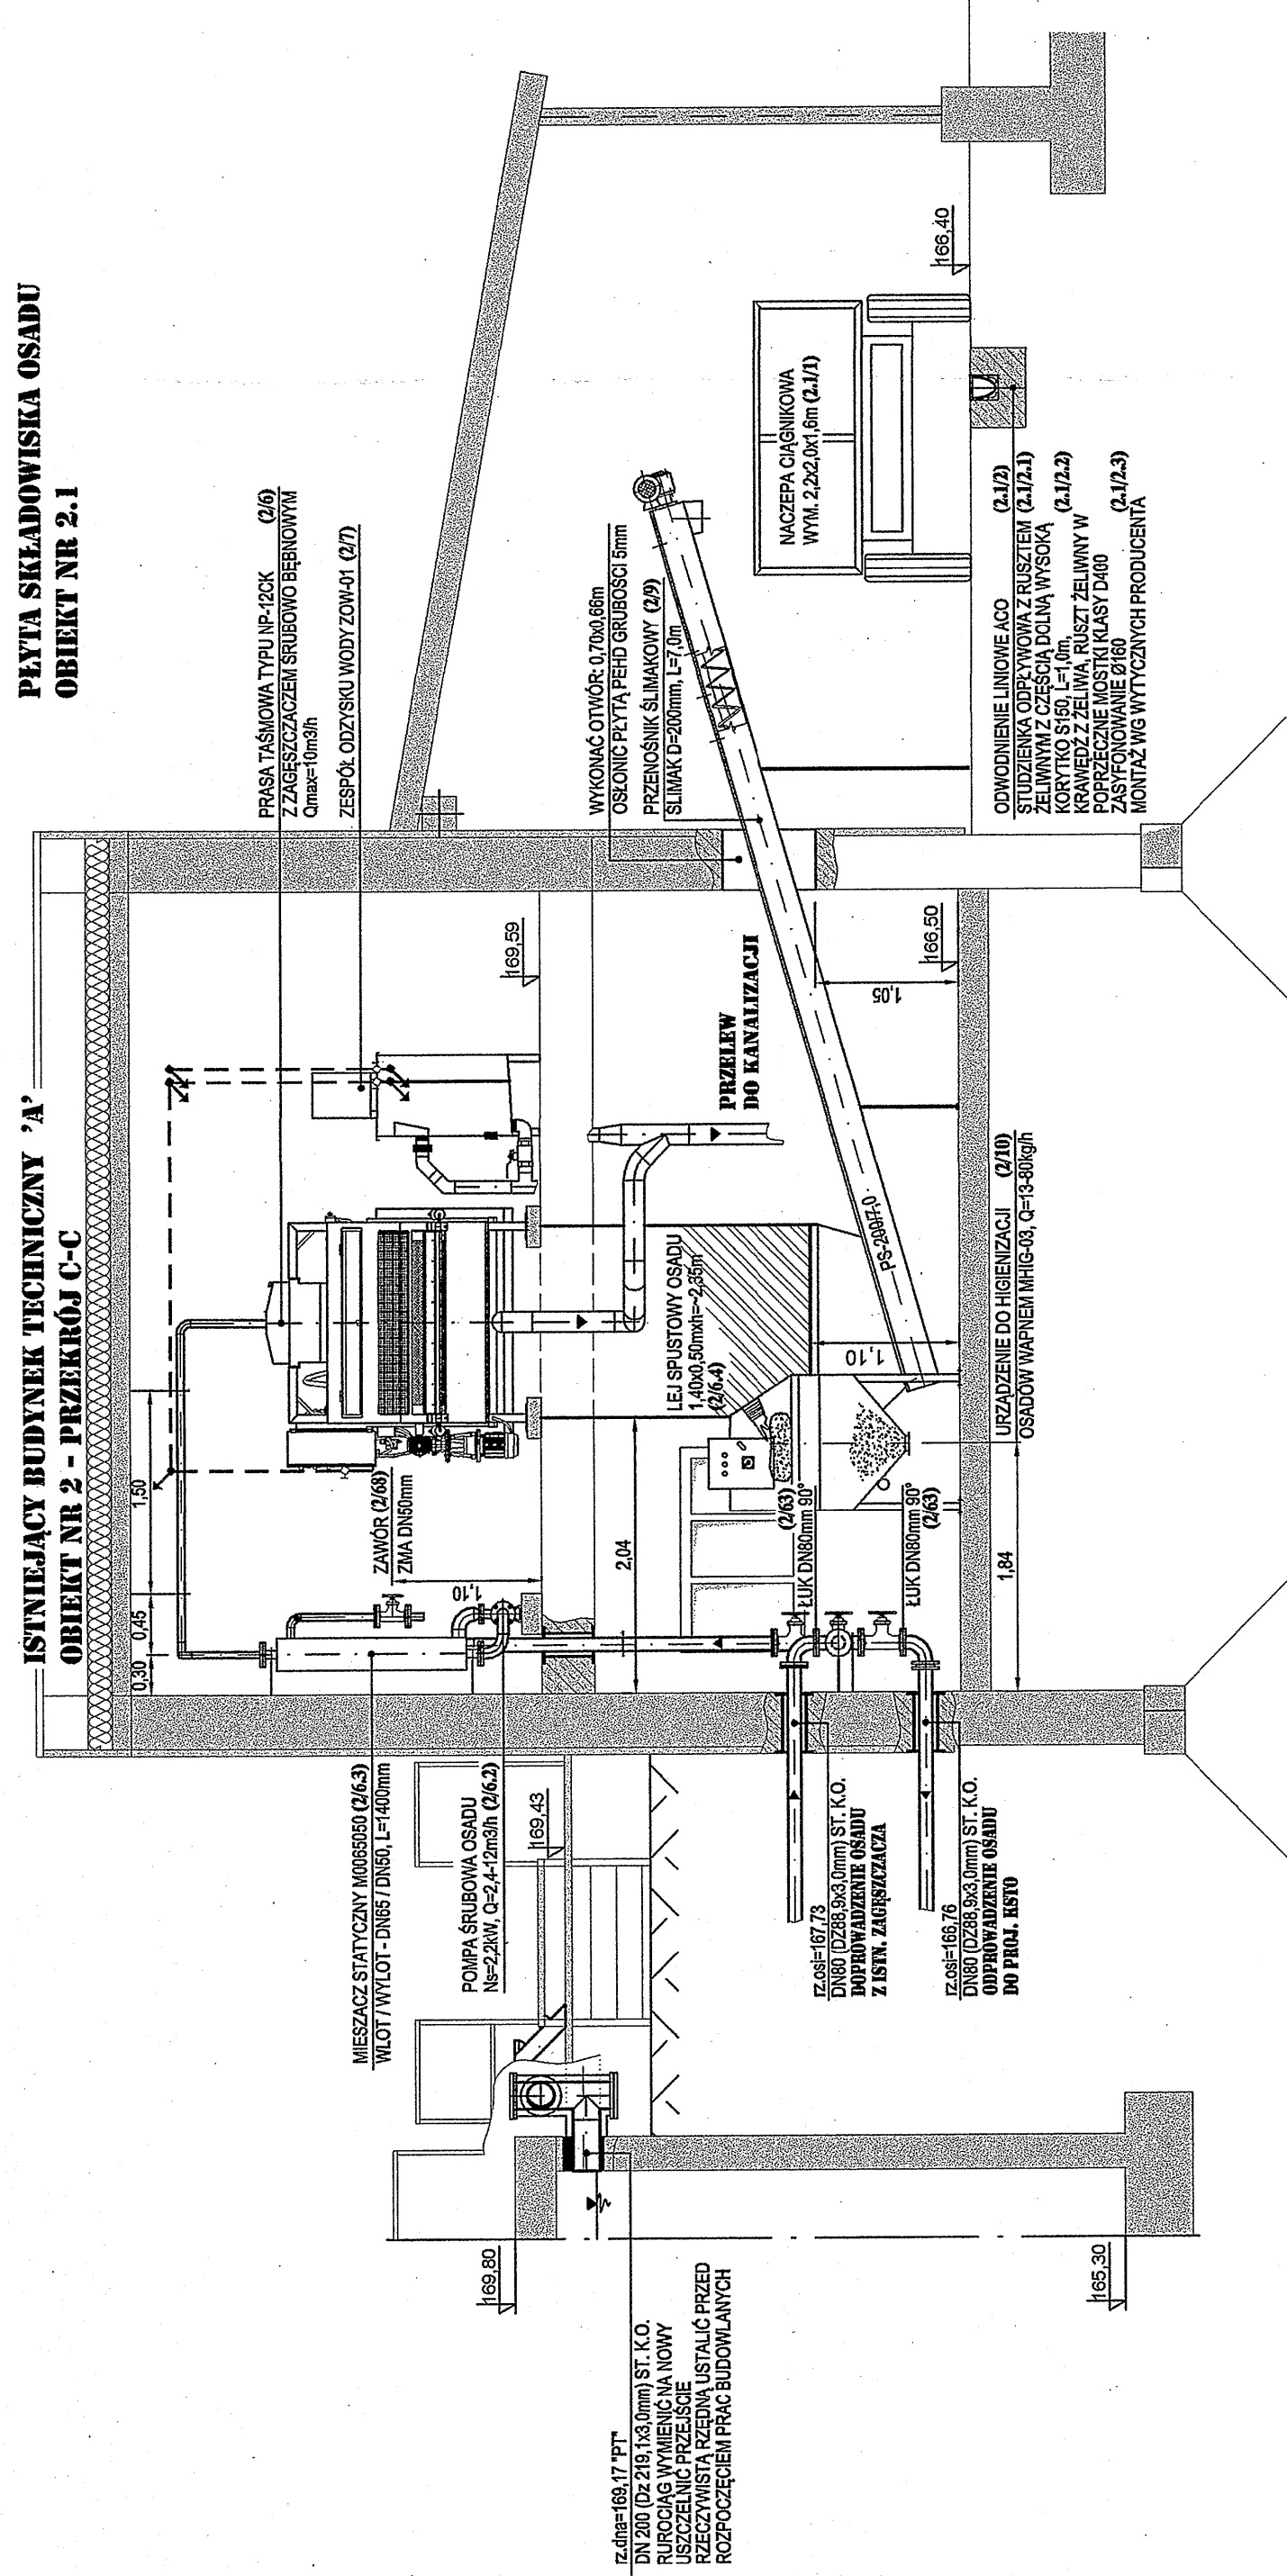 PŁYTA SKŁADOWISKA OSADU
OBIEKT NR 2.1
ISTNIEJĄCY BUDYNEK TECHNICZNY 'A'
OBIEKT NR 2 - PRZEKRÓJ C-C
PRASA TAŚMOWA TYPU NP-12CK (2/6)
Z ZAGĘSZCZACZEM ŚRUBOWO BĘBNOWYM
Qmax=10m3/h
ZESPÓŁ ODZYSKU WODY ZOW-01 (2/7)
0,30
0,45
1,50
ZAWÓR (2/68)
ZMA DN50mm
1,10
169,59
MIESZACZ STATYCZNY M0065050 (2/6.3)
WLOT / WYLOT - DN65 / DN50, L=1400mm
POMPA ŚRUBOWA OSADU
Ns=2,2kW, Q=2,4-12m3/h (2/6.2)
169,43
169,80
165,30
rz.dna=169,17 "PT"
DN 200 (Dz 219,1x3,0mm) ST. K.O.
RUROCIĄG WYMIENIĆ NA NOWY
USZCZELNIĆ PRZEJŚCIE
RZECZYWISTĄ RZĘDNĄ USTALIĆ PRZED
ROZPOCZĘCIEM PRAC BUDOWLANYCH
WYKONAĆ OTWÓR: 0,70x0,66m
OSŁONIĆ PŁYTĄ PEHD GRUBOŚCI 5mm
PRZENOŚNIK ŚLIMAKOWY (2/9)
ŚLIMAK D=200mm, L=7,0m
NACZEPA CIĄGNIKOWA
WYM. 2,2x2,0x1,6m (2.1/1)
166,40
PRZELEW
DO KANALIZACJI
LEJ SPUSTOWY OSADU
1,40x0,50mxh=~2,35m
(2/6.4)
2,04
1,10
1,05
166,50
PS-200/7,0
(2/63)
ŁUK DN80mm 90°
ŁUK DN80mm 90°
(2/63)
1,84
URZĄDZENIE DO HIGIENIZACJI (2/10)
OSADÓW WAPNEM MHIG-03, Q=13-80kg/h
rz.osi=167,73
DN80 (DZ88,9x3,0mm) ST. K.O.
DOPROWADZENIE OSADU
Z ISTN. ZAGĘSZCZACZA
rz.osi=166,76
DN80 (DZ88,9x3,0mm) ST. K.O.
ODPROWADZENIE OSADU
DO PROJ. KSTO
ODWODNIENIE LINIOWE ACO (2.1/2)
STUDZIENKA ODPŁYWOWA Z RUSZTEM (2.1/2.1)
ŻELIWNYM Z CZĘŚCIĄ DOLNĄ WYSOKĄ
KORYTKO S150, L=1,0m, (2.1/2.2)
KRAWĘDŹ Z ŻELIWA, RUSZT ŻELIWNY W
POPRZECZNE MOSTKI KLASY D400
ZASYFONOWANIE Ø160 (2.1/2.3)
MONTAŻ WG WYTYCZNYCH PRODUCENTA